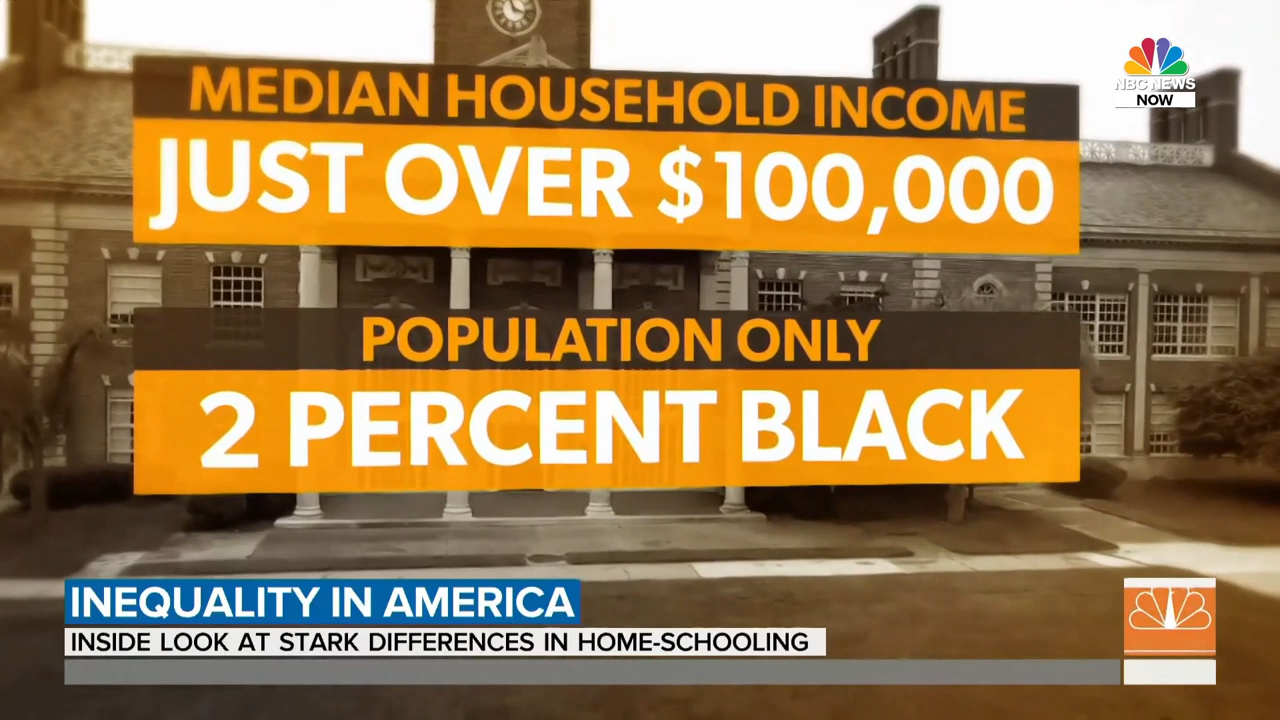 MEDIAN HOUSEHOLD INCOME
JUST OVER $100,000
NBC NEWS
NOW
POPULATION ONLY
2 PERCENT BLACK
INEQUALITY IN AMERICA
INSIDE LOOK AT STARK DIFFERENCES IN HOME-SCHOOLING